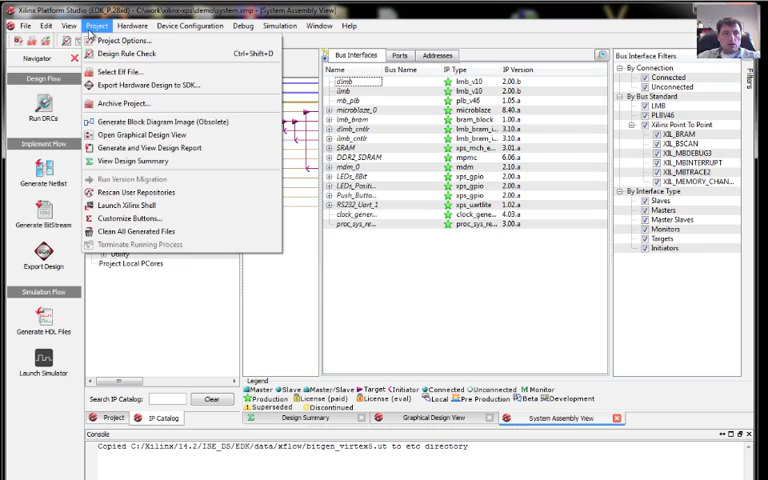 Xilinx Platform Studio (EDK_P.28xd) - C:\work\xilinx-xps\demo\system.xmp - [System Assembly View]
File Edit View Project Hardware Device Configuration Debug Simulation Window Help
Navigator
Design Flow
Run DRCs
Implement Flow
Generate Netlist
Generate BitStream
Export Design
Simulation Flow
Generate HDL Files
Launch Simulator
Project Options...
Design Rule Check Ctrl+Shift+D
Select Elf File...
Export Hardware Design to SDK...
Archive Project...
Generate Block Diagram Image (Obsolete)
Open Graphical Design View
Generate and View Design Report
View Design Summary
Run Version Migration
Rescan User Repositories
Launch Xilinx Shell
Customize Buttons...
Clean All Generated Files
Terminate Running Process
Utility
Project Local PCores
Search IP Catalog: Clear
Project IP Catalog
Bus Interfaces Ports Addresses
Name Bus Name IP Type IP Version
dlmb lmb_v10 2.00.b
ilmb lmb_v10 2.00.b
mb_plb plb_v46 1.05.a
microblaze_0 microblaze 8.40.a
lmb_bram bram_block 1.00.a
dlmb_cntlr lmb_bram_i... 3.10.a
ilmb_cntlr lmb_bram_i... 3.10.a
SRAM xps_mch_e... 3.01.a
DDR2_SDRAM mpmc 6.06.a
mdm_0 mdm 2.10.a
LEDs_8Bit xps_gpio 2.00.a
LEDs_Positi... xps_gpio 2.00.a
Push_Butto... xps_gpio 2.00.a
RS232_Uart_1 xps_uartlite 1.02.a
clock_gener... clock_gene... 4.03.a
proc_sys_re... proc_sys_re... 3.00.a
Legend
Master Slave Master/Slave Target Initiator Connected Unconnected M Monitor
Production License (paid) License (eval) Local Pre Production Beta Development
Superseded Discontinued
Design Summary Graphical Design View System Assembly View
Bus Interface Filters
By Connection
Connected
Unconnected
By Bus Standard
LMB
PLBV46
Xilinx Point To Point
XIL_BRAM
XIL_BSCAN
XIL_MBDEBUG3
XIL_MBINTERRUPT
XIL_MBTRACE2
XIL_MEMORY_CHAN...
By Interface Type
Slaves
Masters
Master Slaves
Monitors
Targets
Initiators
Filters
Console
Copied C:/Xilinx/14.2/ISE_DS/EDK/data/xflow/bitgen_virtex5.ut to etc directory